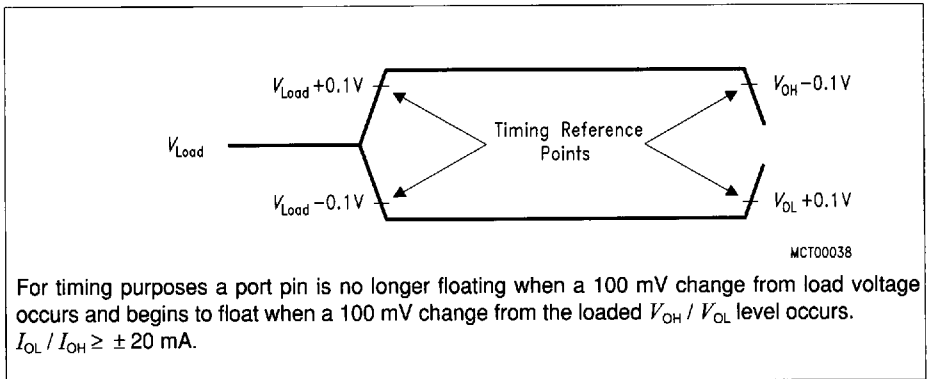 V_Load +0.1V
V_OH −0.1V
V_Load
Timing Reference
Points
V_Load −0.1V
V_OL +0.1V
MCT00038
For timing purposes a port pin is no longer floating when a 100 mV change from load voltage
occurs and begins to float when a 100 mV change from the loaded V_OH / V_OL level occurs.
I_OL / I_OH ≥ ± 20 mA.